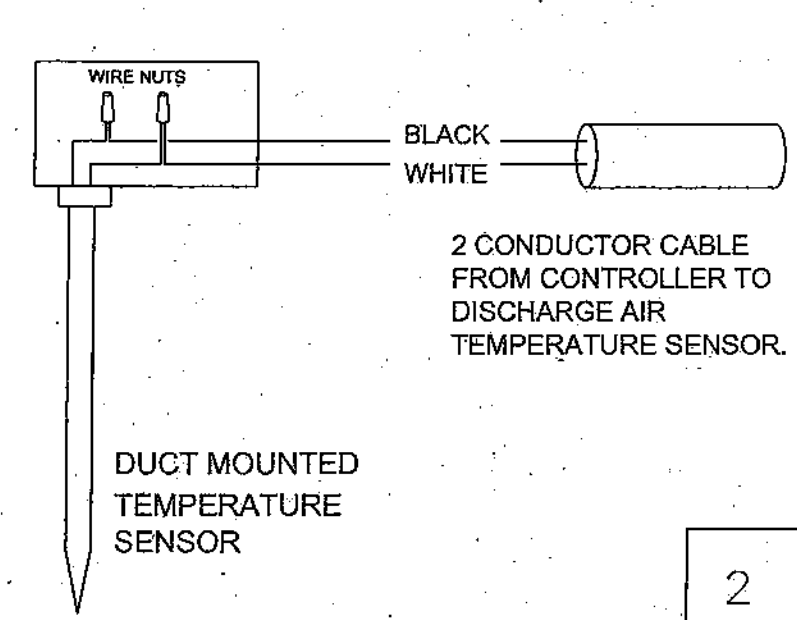 WIRE NUTS
BLACK
WHITE
2 CONDUCTOR CABLE
FROM CONTROLLER TO
DISCHARGE AIR
TEMPERATURE SENSOR.
DUCT MOUNTED
TEMPERATURE
SENSOR
2